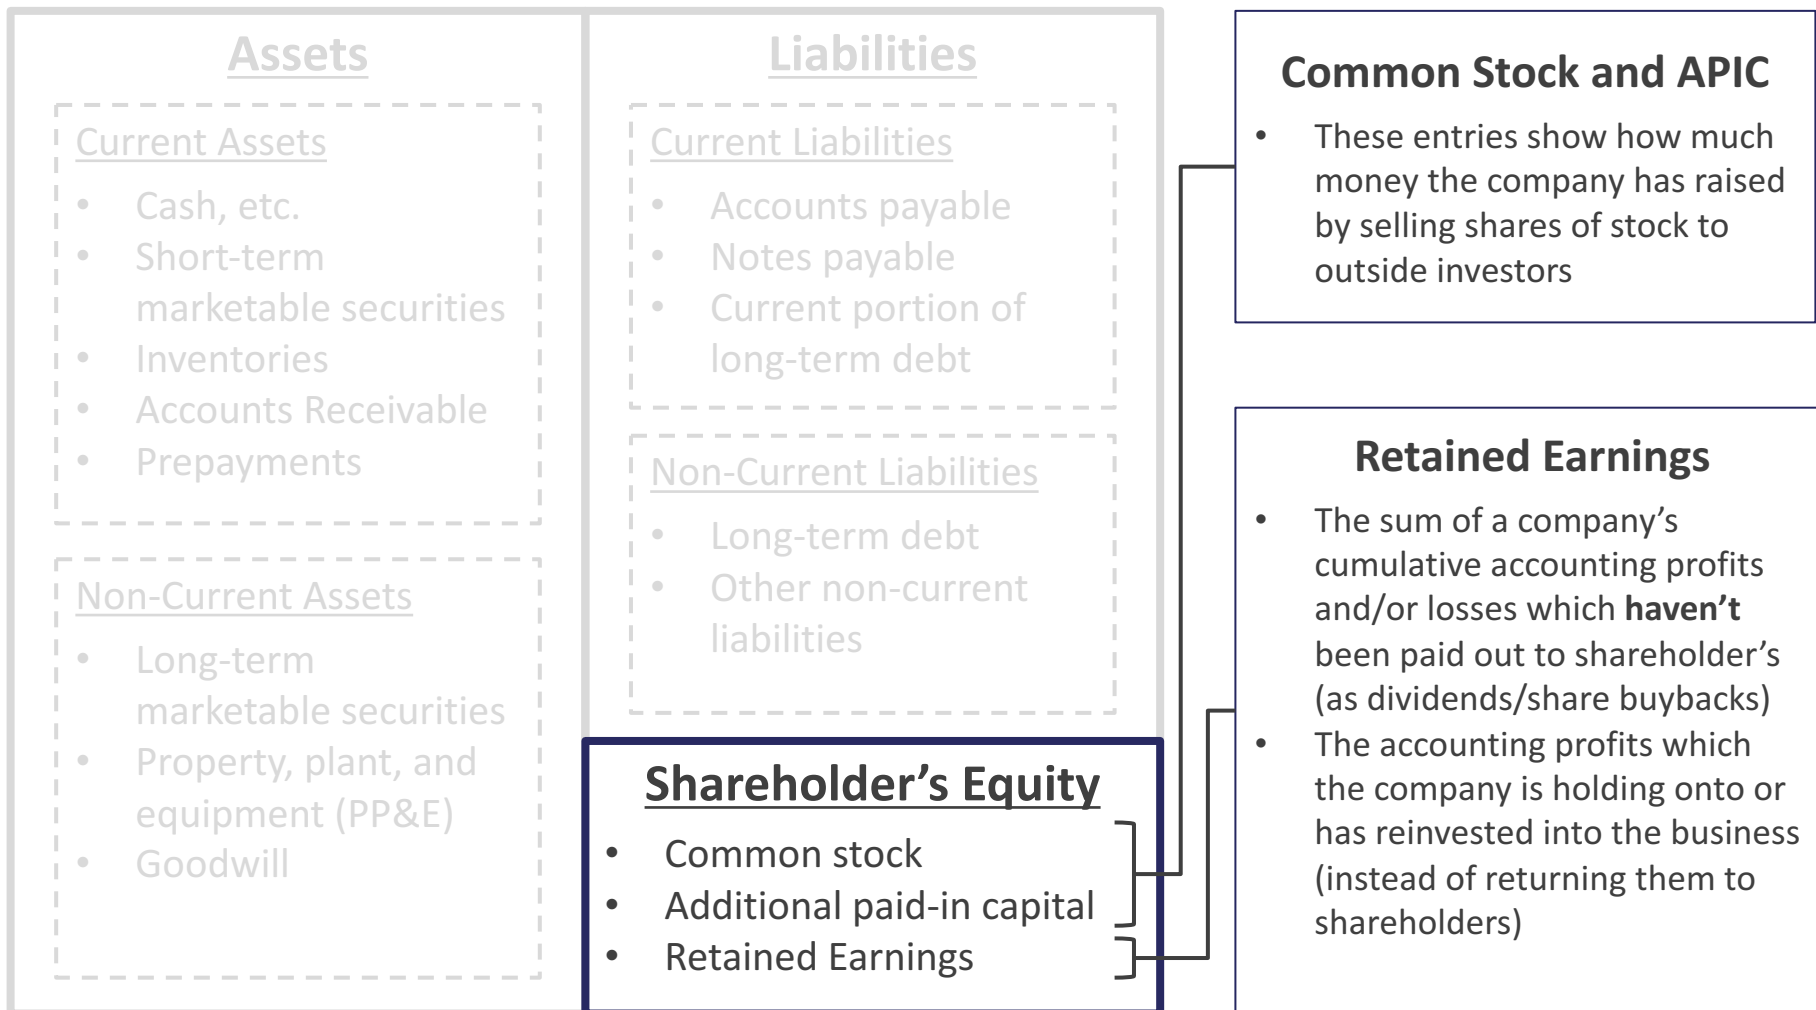 Assets
Current Assets
• Cash, etc.
• Short-term
marketable securities
• Inventories
• Accounts Receivable
• Prepayments
Non-Current Assets
• Long-term
marketable securities
• Property, plant, and
equipment (PP&E)
• Goodwill
Liabilities
Current Liabilities
• Accounts payable
• Notes payable
• Current portion of
long-term debt
Non-Current Liabilities
• Long-term debt
• Other non-current
liabilities
Shareholder’s Equity
• Common stock
• Additional paid-in capital
• Retained Earnings
Common Stock and APIC
• These entries show how much
money the company has raised
by selling shares of stock to
outside investors
Retained Earnings
• The sum of a company’s
cumulative accounting profits
and/or losses which haven’t
been paid out to shareholder’s
(as dividends/share buybacks)
• The accounting profits which
the company is holding onto or
has reinvested into the business
(instead of returning them to
shareholders)